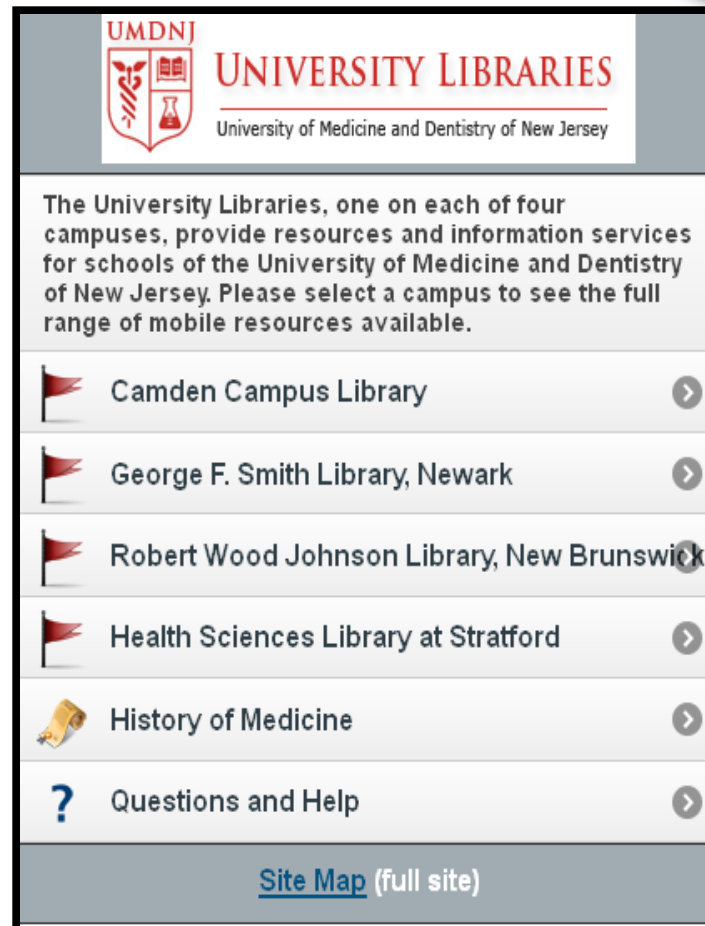 UMDNJ
UNIVERSITY LIBRARIES
University of Medicine and Dentistry of New Jersey
The University Libraries, one on each of four
campuses, provide resources and information services
for schools of the University of Medicine and Dentistry
of New Jersey. Please select a campus to see the full
range of mobile resources available.
Camden Campus Library
George F. Smith Library, Newark
Robert Wood Johnson Library, New Brunswick
Health Sciences Library at Stratford
History of Medicine
? Questions and Help
Site Map (full site)